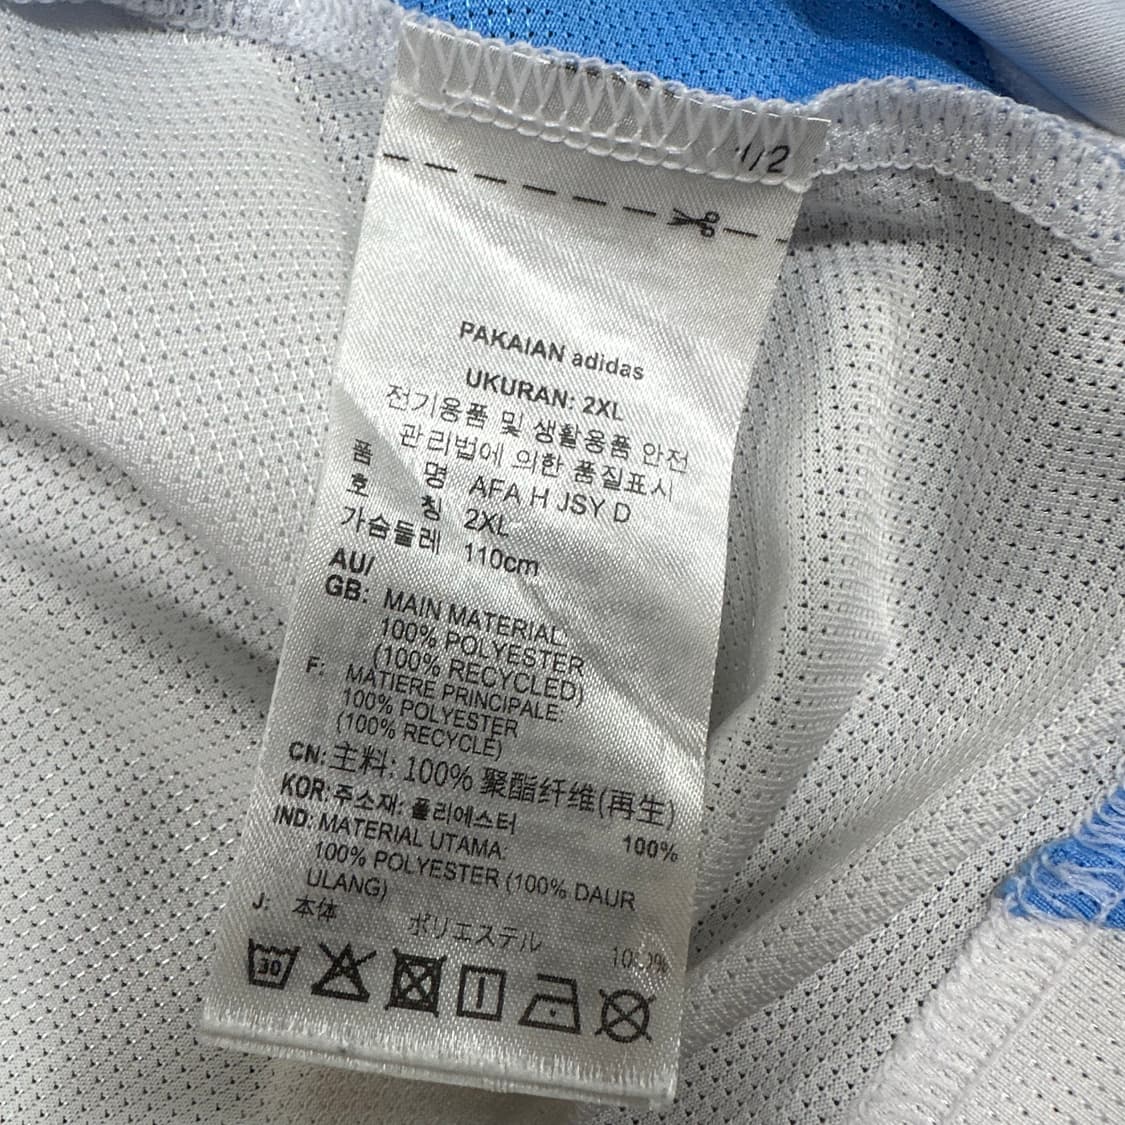 1/2
PAKAIAN adidas
UKURAN: 2XL
전기용품 및 생활용품 안전
관리법에 의한 품질표시
품 명 AFA H JSY D
호 칭 2XL
가슴둘레 110cm
AU/
GB: MAIN MATERIAL:
100% POLYESTER
(100% RECYCLED)
F: MATIERE PRINCIPALE:
100% POLYESTER
(100% RECYCLÉ)
CN: 主料: 100% 聚酯纤维(再生)
KOR: 주소재: 폴리에스터 100%
IND: MATERIAL UTAMA:
100% POLYESTER (100% DAUR
ULANG)
J: 本体 ポリエステル 100%
30